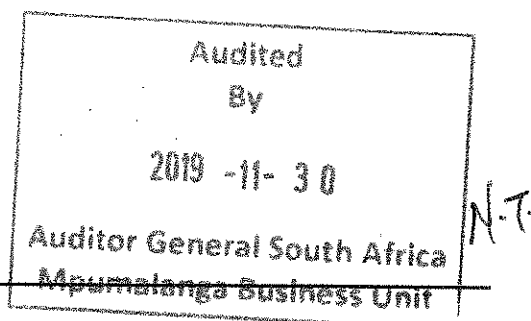 Audited
By
2019 -11- 30
Auditor General South Africa
Mpumalanga Business Unit
N.T.